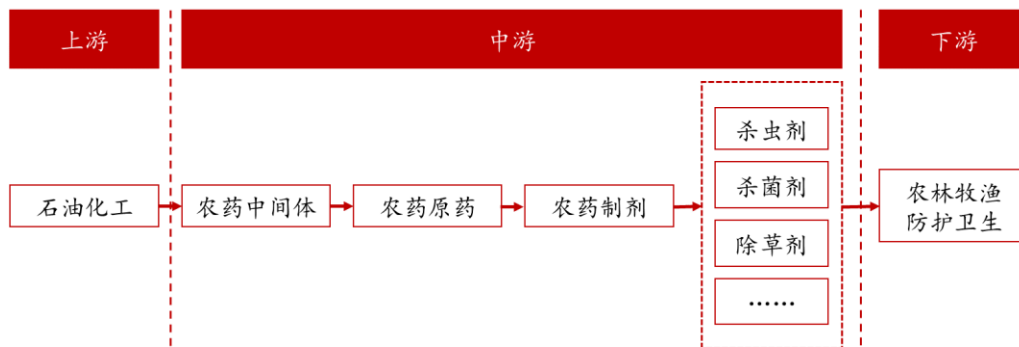 上游
中游
下游
石油化工
农药中间体
农药原药
农药制剂
杀虫剂
杀菌剂
除草剂
……
农林牧渔
防护卫生